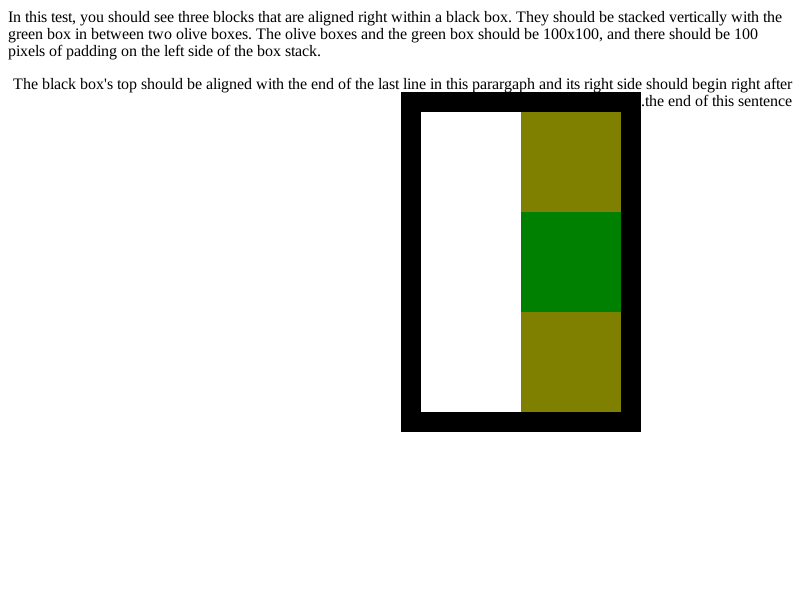 In this test, you should see three blocks that are aligned right within a black box. They should be stacked vertically with the
green box in between two olive boxes. The olive boxes and the green box should be 100x100, and there should be 100
pixels of padding on the left side of the box stack.
The black box's top should be aligned with the end of the last line in this parargaph and its right side should begin right after
.the end of this sentence